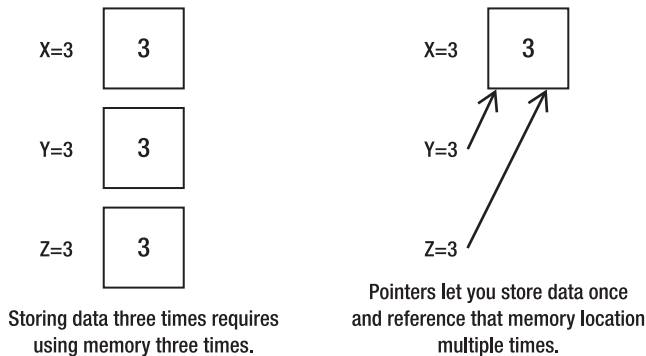 X=3 3
Y=3 3
Z=3 3
Storing data three times requires
using memory three times.
X=3 3
Y=3
Z=3
Pointers let you store data once
and reference that memory location
multiple times.